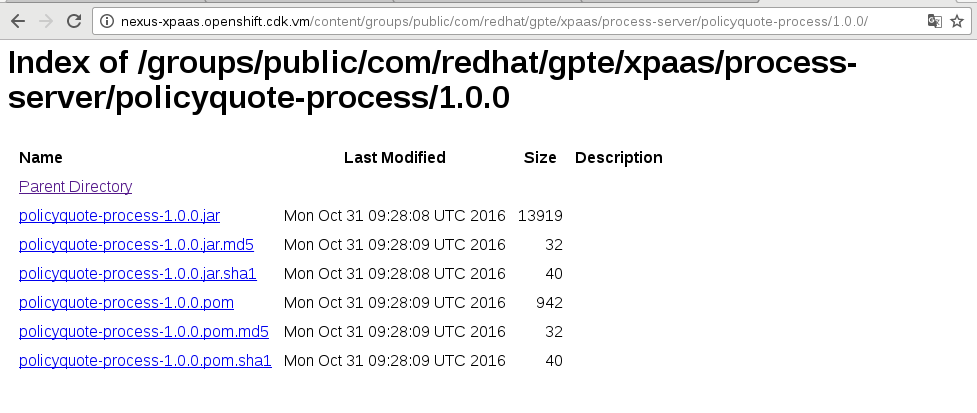 nexus-xpaas.openshift.cdk.vm/content/groups/public/com/redhat/gpte/xpaas/process-server/policyquote-process/1.0.0/
Index of /groups/public/com/redhat/gpte/xpaas/process-
server/policyquote-process/1.0.0
Name Last Modified Size Description
Parent Directory
policyquote-process-1.0.0.jar Mon Oct 31 09:28:08 UTC 2016 13919
policyquote-process-1.0.0.jar.md5 Mon Oct 31 09:28:09 UTC 2016 32
policyquote-process-1.0.0.jar.sha1 Mon Oct 31 09:28:08 UTC 2016 40
policyquote-process-1.0.0.pom Mon Oct 31 09:28:09 UTC 2016 942
policyquote-process-1.0.0.pom.md5 Mon Oct 31 09:28:09 UTC 2016 32
policyquote-process-1.0.0.pom.sha1 Mon Oct 31 09:28:09 UTC 2016 40